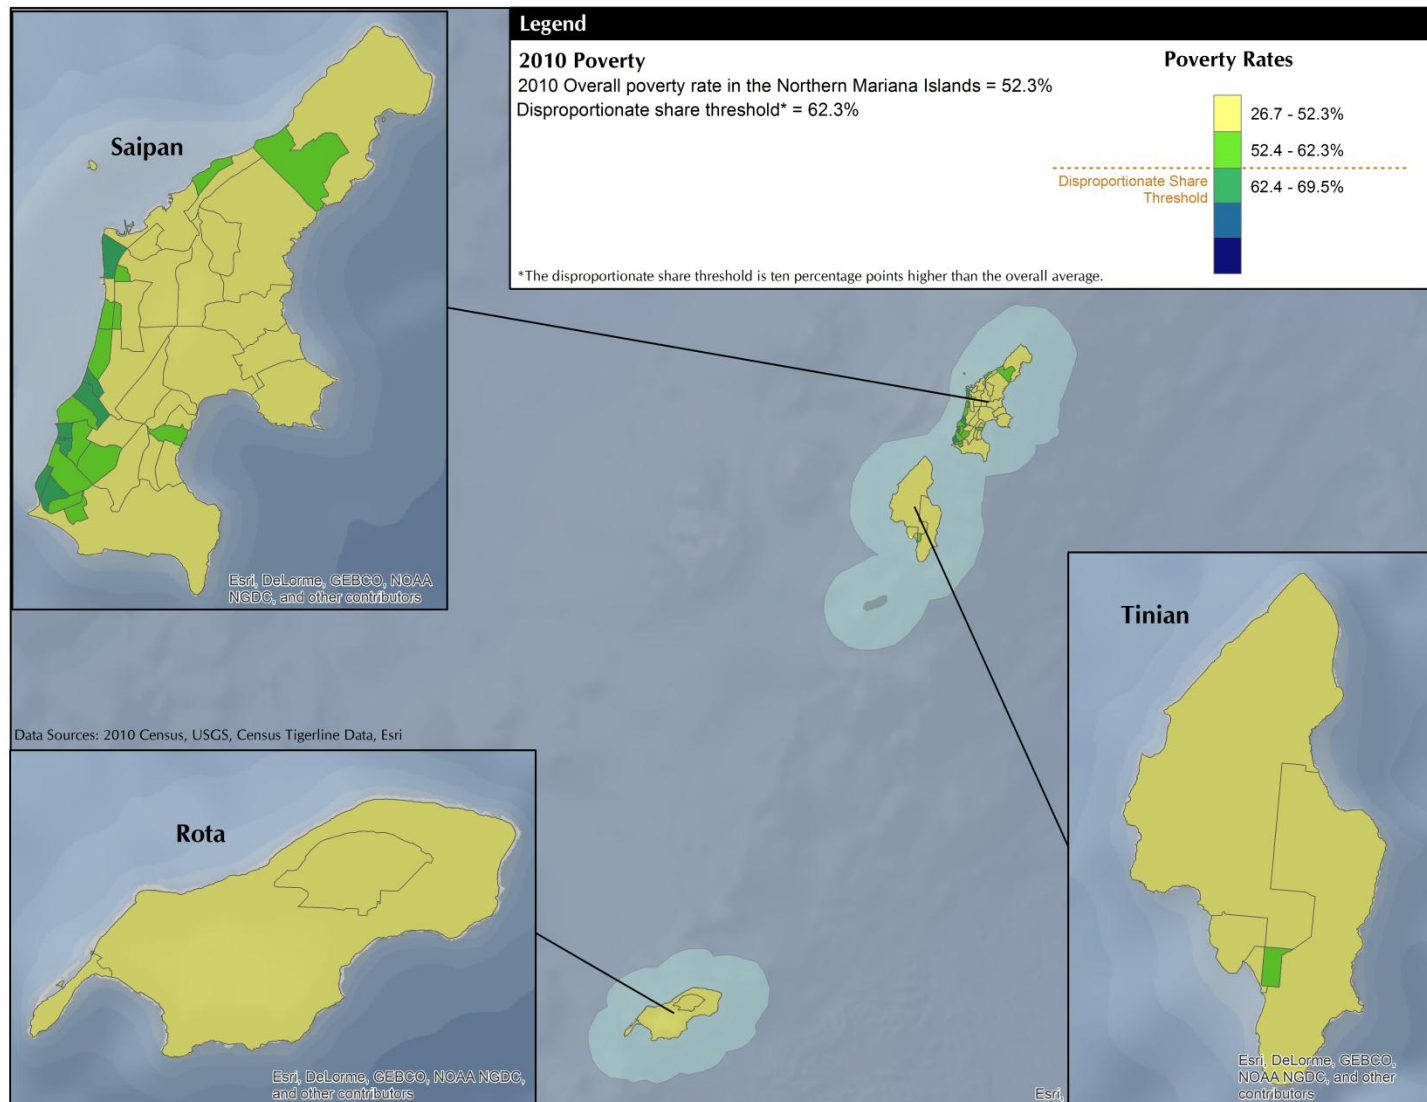 Legend
2010 Poverty
2010 Overall poverty rate in the Northern Mariana Islands = 52.3%
Disproportionate share threshold* = 62.3%
Poverty Rates
26.7 - 52.3%
52.4 - 62.3%
Disproportionate Share
Threshold
62.4 - 69.5%
*The disproportionate share threshold is ten percentage points higher than the overall average.
Saipan
Esri, DeLorme, GEBCO, NOAA
NGDC, and other contributors
Tinian
Esri, DeLorme, GEBCO,
NOAA NGDC, and other
contributors
Data Sources: 2010 Census, USGS, Census Tigerline Data, Esri
Rota
Esri, DeLorme, GEBCO, NOAA NGDC,
and other contributors
Esri,